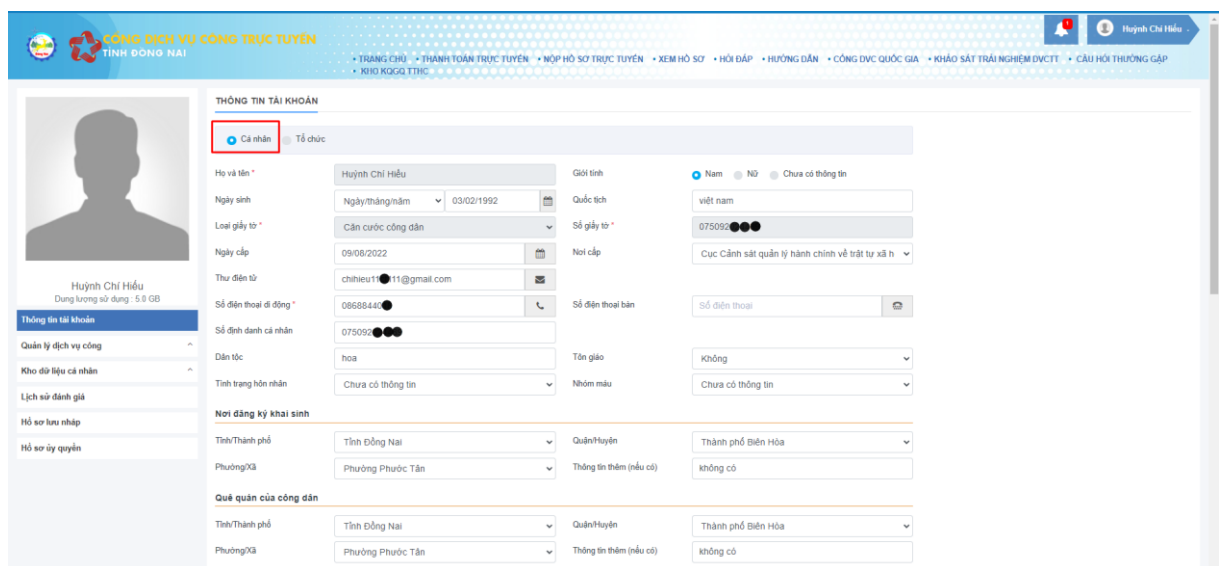 CỔNG DỊCH VỤ CÔNG TRỰC TUYẾN
TỈNH ĐỒNG NAI
1
Huỳnh Chí Hiếu
• TRANG CHỦ • THANH TOÁN TRỰC TUYẾN • NỘP HỒ SƠ TRỰC TUYẾN • XEM HỒ SƠ • HỎI ĐÁP • HƯỚNG DẪN • CỔNG DVC QUỐC GIA • KHẢO SÁT TRẢI NGHIỆM DVCTT • CÂU HỎI THƯỜNG GẶP
• KHO KQGQ TTHC
Huỳnh Chí Hiếu
Dung lượng sử dụng : 5.0 GB
Thông tin tài khoản
Quản lý dịch vụ công
Kho dữ liệu cá nhân
Lịch sử đánh giá
Hồ sơ lưu nháp
Hồ sơ ủy quyền
THÔNG TIN TÀI KHOẢN
Cá nhân Tổ chức
Họ và tên * Huỳnh Chí Hiếu Giới tính Nam Nữ Chưa có thông tin
Ngày sinh Ngày/tháng/năm 03/02/1992 Quốc tịch việt nam
Loại giấy tờ * Căn cước công dân Số giấy tờ * 075092
Ngày cấp 09/08/2022 Nơi cấp Cục Cảnh sát quản lý hành chính về trật tự xã h
Thư điện tử chihieu11 11@gmail.com
Số điện thoại di động * 08688440 Số điện thoại bàn Số điện thoại
Số định danh cá nhân 075092
Dân tộc hoa Tôn giáo Không
Tình trạng hôn nhân Chưa có thông tin Nhóm máu Chưa có thông tin
Nơi đăng ký khai sinh
Tỉnh/Thành phố Tỉnh Đồng Nai Quận/Huyện Thành phố Biên Hòa
Phường/Xã Phường Phước Tân Thông tin thêm (nếu có) không có
Quê quán của công dân
Tỉnh/Thành phố Tỉnh Đồng Nai Quận/Huyện Thành phố Biên Hòa
Phường/Xã Phường Phước Tân Thông tin thêm (nếu có) không có